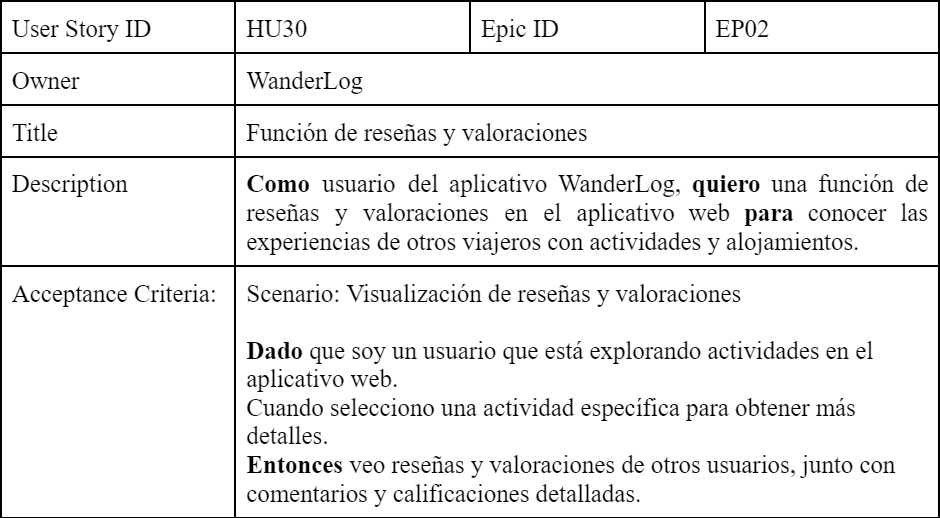 User Story ID HU30 Epic ID EP02
Owner WanderLog
Title Función de reseñas y valoraciones
Description Como usuario del aplicativo WanderLog, quiero una función de
reseñas y valoraciones en el aplicativo web para conocer las
experiencias de otros viajeros con actividades y alojamientos.
Acceptance Criteria: Scenario: Visualización de reseñas y valoraciones
Dado que soy un usuario que está explorando actividades en el
aplicativo web.
Cuando selecciono una actividad específica para obtener más
detalles.
Entonces veo reseñas y valoraciones de otros usuarios, junto con
comentarios y calificaciones detalladas.